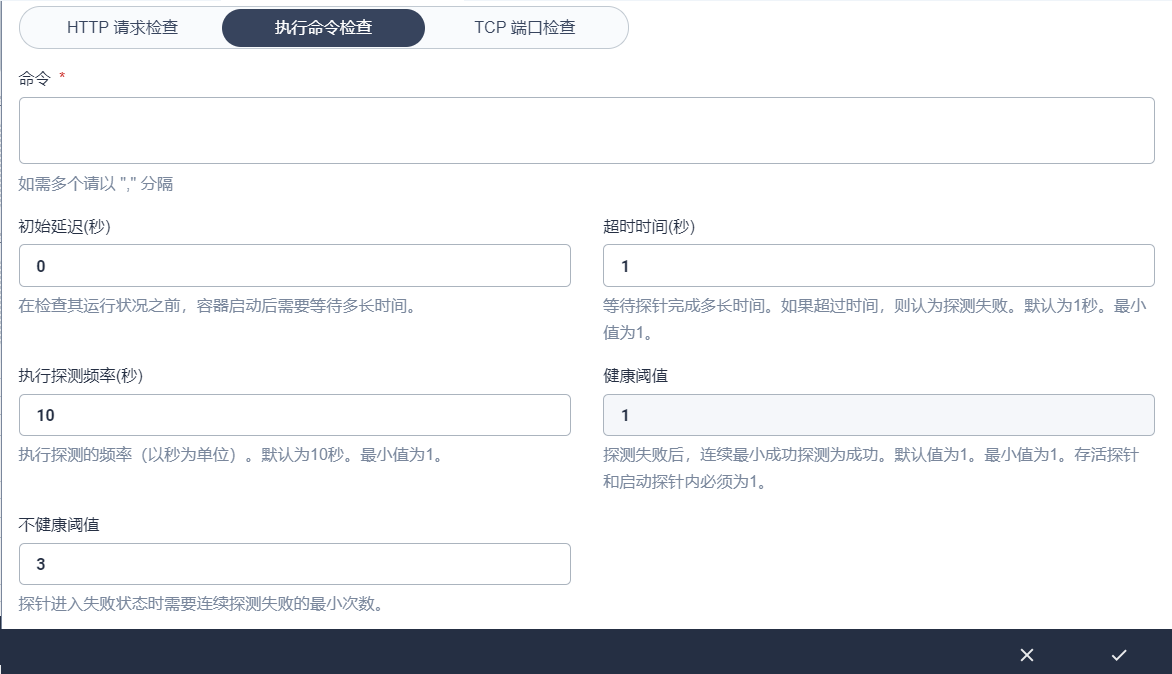 HTTP 请求检查 执行命令检查 TCP 端口检查
命令 *
如需多个请以 "," 分隔
初始延迟(秒) 超时时间(秒)
0 1
在检查其运行状况之前，容器启动后需要等待多长时间。 等待探针完成多长时间。如果超过时间，则认为探测失败。默认为1秒。最小
值为1。
执行探测频率(秒) 健康阈值
10 1
执行探测的频率（以秒为单位）。默认为10秒。最小值为1。 探测失败后，连续最小成功探测为成功。默认值为1。最小值为1。存活探针
和启动探针内必须为1。
不健康阈值
3
探针进入失败状态时需要连续探测失败的最小次数。